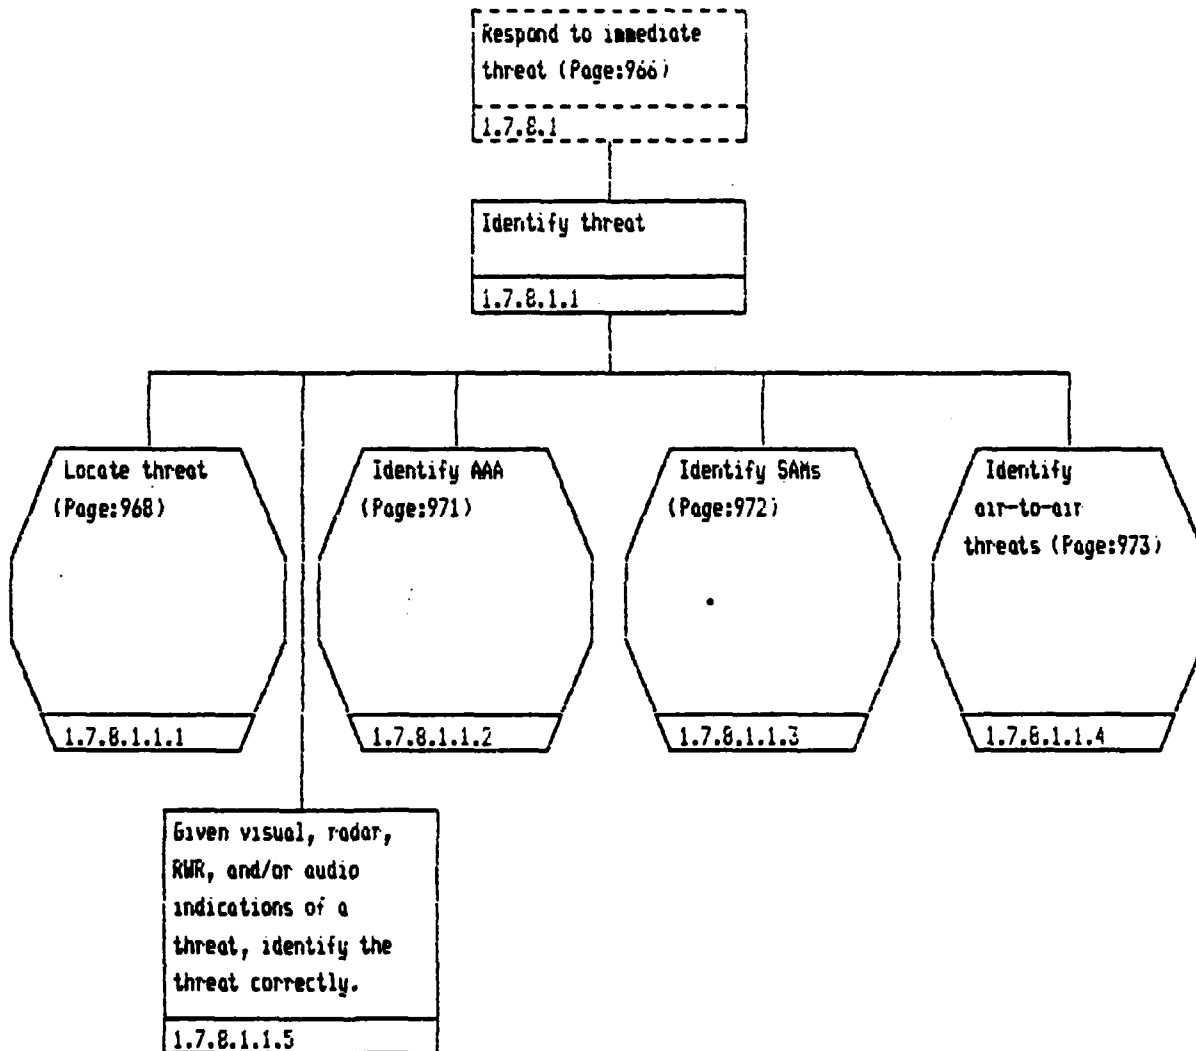 Respond to immediate
threat (Page:966)
1.7.8.1
Identify threat
1.7.8.1.1
Locate threat
(Page:968)
1.7.8.1.1.1
Identify AAA
(Page:971)
1.7.8.1.1.2
Identify SAMs
(Page:972)
1.7.8.1.1.3
Identify
air-to-air
threats (Page:973)
1.7.8.1.1.4
Given visual, radar,
RWR, and/or audio
indications of a
threat, identify the
threat correctly.
1.7.8.1.1.5